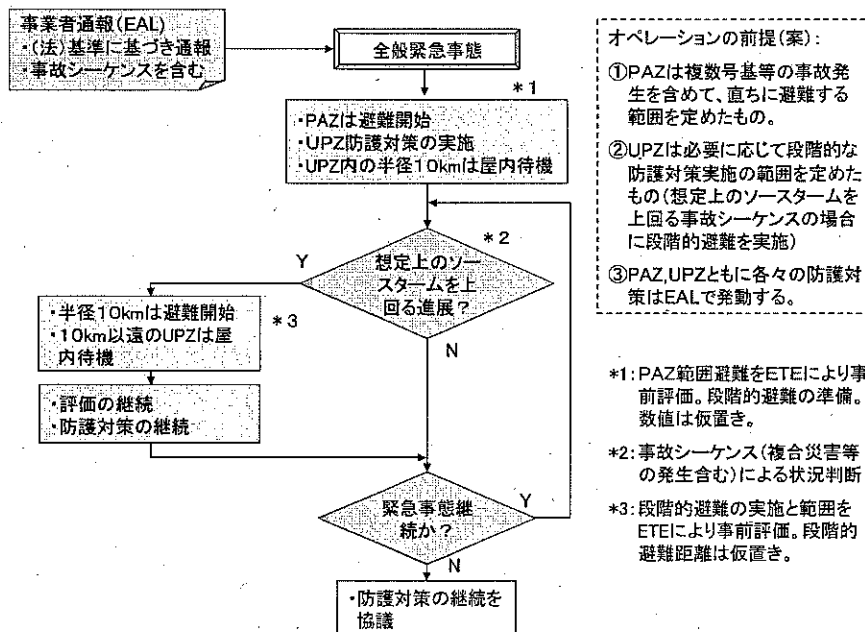 事業者通報(EAL)
・(法)基準に基づき通報
・事故シーケンスを含む
全般緊急事態
*1
・PAZは避難開始
・UPZ防護対策の実施
・UPZ内の半径10kmは屋内待機
*2
想定上のソー
スタームを上
回る進展?
Y
N
・半径10kmは避難開始
・10km以遠のUPZは屋
内待機
*3
・評価の継続
・防護対策の継続
緊急事態継
続か?
Y
N
・防護対策の継続を
協議
オペレーションの前提(案):
①PAZは複数号基等の事故発
生を含めて、直ちに避難する
範囲を定めたもの。
②UPZは必要に応じて段階的な
防護対策実施の範囲を定めた
もの(想定上のソースタームを
上回る事故シーケンスの場合
に段階的避難を実施)
③PAZ,UPZともに各々の防護対
策はEALで発動する。
*1:PAZ範囲避難をETEにより事
前評価。段階的避難の準備。
数値は仮置き。
*2:事故シーケンス(複合災害等
の発生含む)による状況判断
*3:段階的避難の実施と範囲を
ETEにより事前評価。段階的
避難距離は仮置き。